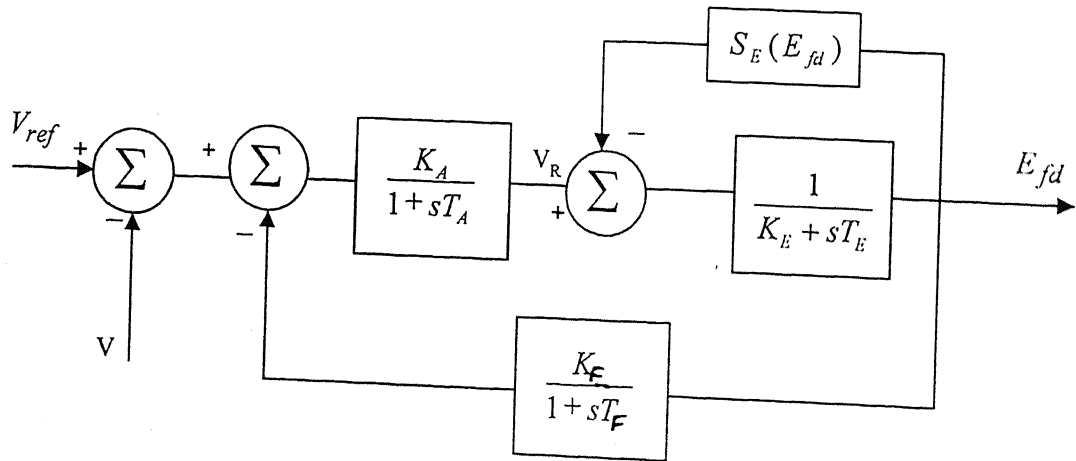 S_E(E_fd)
V_ref
+
Σ
−
+
Σ
−
K_A
1 + sT_A
V_R
+
−
Σ
1
K_E + sT_E
E_fd
V
K_F
1 + sT_F